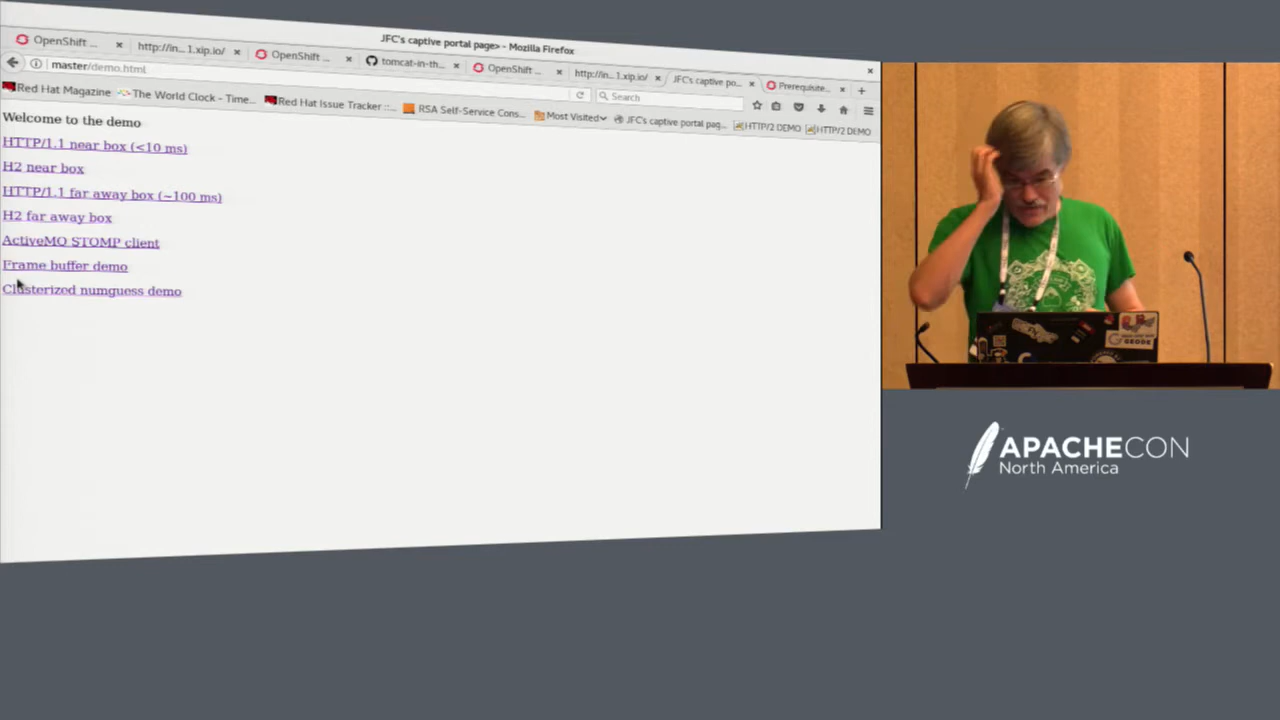 JFC's captive portal page> - Mozilla Firefox
OpenShift ...
http://in... 1.xip.io/
OpenShift ...
tomcat-in-th...
OpenShift ...
http://in... 1.xip.io/
JFC's captive po...
Prerequisite...
master/demo.html
Search
Red Hat Magazine
The World Clock - Time...
Red Hat Issue Tracker ::...
RSA Self-Service Cons...
Most Visited
JFC's captive portal pag...
HTTP/2 DEMO
HTTP/2 DEMO
Welcome to the demo
HTTP/1.1 near box (<10 ms)
H2 near box
HTTP/1.1 far away box (~100 ms)
H2 far away box
ActiveMQ STOMP client
Frame buffer demo
Clusterized numguess demo
GEODE
APACHECON
North America